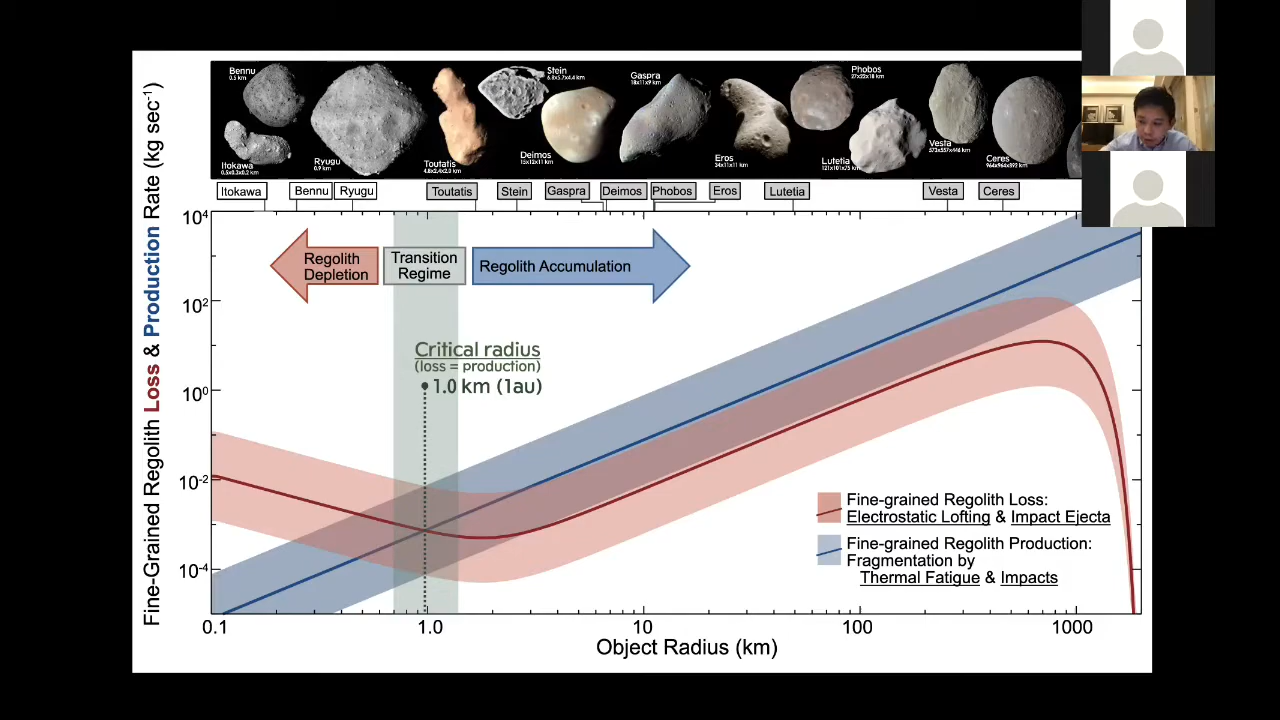 Bennu
0.5 km
Itokawa
0.5x0.3x0.2 km
Ryugu
0.9 km
Toutatis
4.8x2.4x2.0 km
Stein
6.8x5.7x4.4 km
Deimos
15x12x11 km
Gaspra
18x11x9 km
Eros
34x11x11 km
Phobos
27x22x18 km
Lutetia
121x101x75 km
Vesta
573x557x446 km
Ceres
964x964x892 km
Itokawa Bennu Ryugu Toutatis Stein Gaspra Deimos Phobos Eros Lutetia Vesta Ceres
Fine-Grained Regolith Loss & Production Rate (kg sec⁻¹)
10⁴
10²
10⁰
10⁻²
10⁻⁴
Regolith
Depletion
Transition
Regime
Regolith Accumulation
Critical radius
(loss = production)
1.0 km (1au)
Fine-grained Regolith Loss:
Electrostatic Lofting & Impact Ejecta
Fine-grained Regolith Production:
Fragmentation by
Thermal Fatigue & Impacts
0.1 1.0 10 100 1000
Object Radius (km)